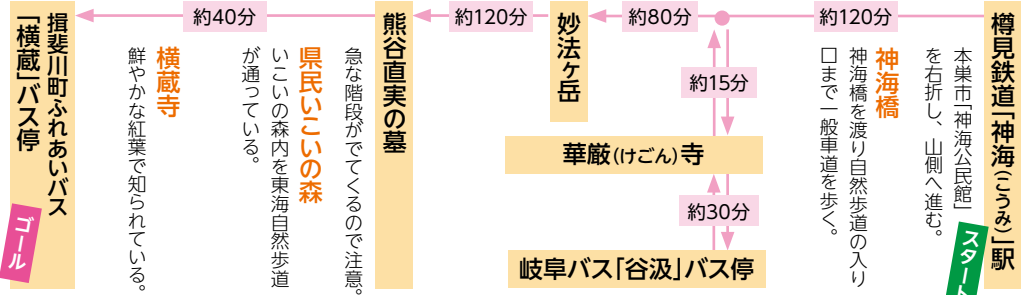 樽見鉄道「神海(こうみ)」駅
スタート
本巣市「神海公民館」
を右折し、山側へ進む。
約120分
神海橋
神海橋を渡り自然歩道の入り
口まで一般車道を歩く。
約15分
華厳(けごん)寺
約30分
岐阜バス「谷汲」バス停
約80分
妙法ヶ岳
約120分
熊谷直実の墓
急な階段がでてくるので注意。
県民いこいの森
いこいの森内を東海自然歩道
が通っている。
約40分
横蔵寺
鮮やかな紅葉で知られている。
揖斐川町ふれあいバス
「横蔵」バス停
ゴール